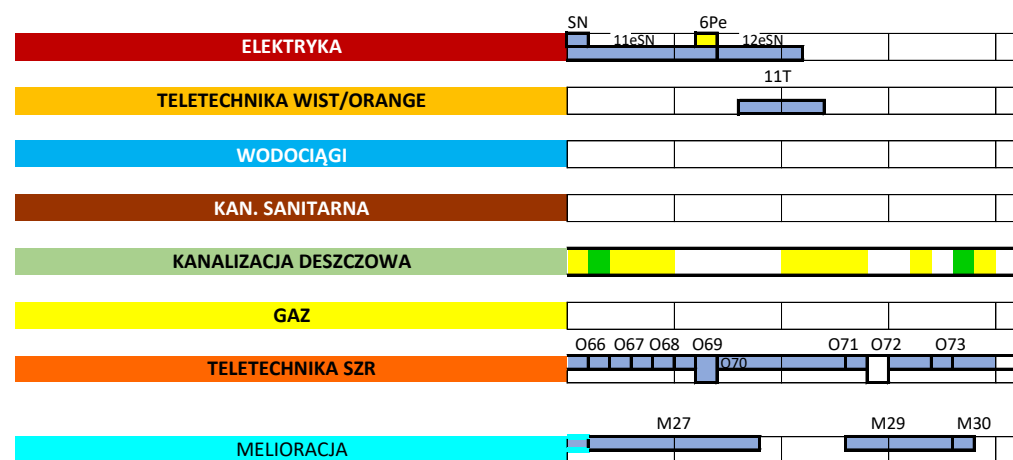 SN 6Pe
ELEKTRYKA 11eSN 12eSN
11T
TELETECHNIKA WIST/ORANGE
WODOCIĄGI
KAN. SANITARNA
KANALIZACJA DESZCZOWA
GAZ
O66 O67 O68 O69 O71 O72 O73
TELETECHNIKA SZR O70
M27 M29 M30
MELIORACJA